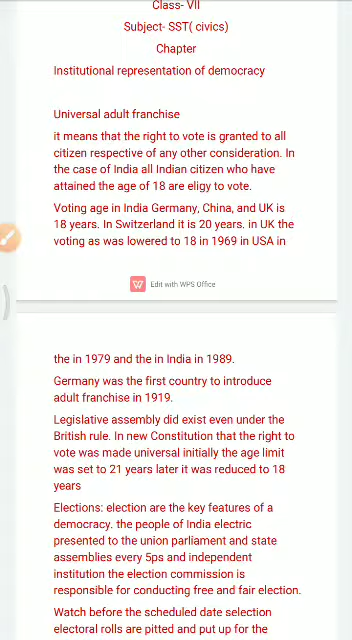 Class- VII
Subject- SST( civics)
Chapter
Institutional representation of democracy
Universal adult franchise
it means that the right to vote is granted to all
citizen respective of any other consideration. In
the case of India all Indian citizen who have
attained the age of 18 are eligy to vote.
Voting age in India Germany, China, and UK is
18 years. In Switzerland it is 20 years. in UK the
voting as was lowered to 18 in 1969 in USA in
Edit with WPS Office
the in 1979 and the in India in 1989.
Germany was the first country to introduce
adult franchise in 1919.
Legislative assembly did exist even under the
British rule. In new Constitution that the right to
vote was made universal initially the age limit
was set to 21 years later it was reduced to 18
years
Elections: election are the key features of a
democracy. the people of India electric
presented to the union parliament and state
assemblies every 5ps and independent
institution the election commission is
responsible for conducting free and fair election.
Watch before the scheduled date selection
electoral rolls are pitted and put up for the